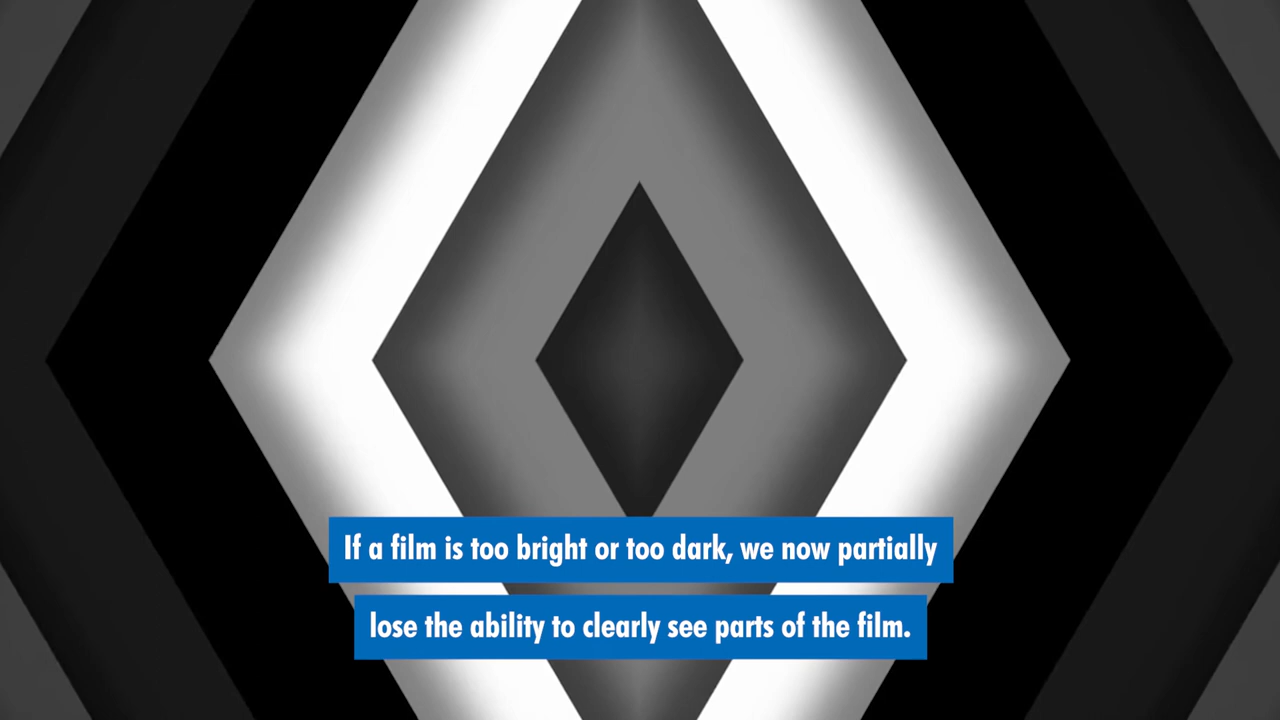 If a film is too bright or too dark, we now partially
lose the ability to clearly see parts of the film.